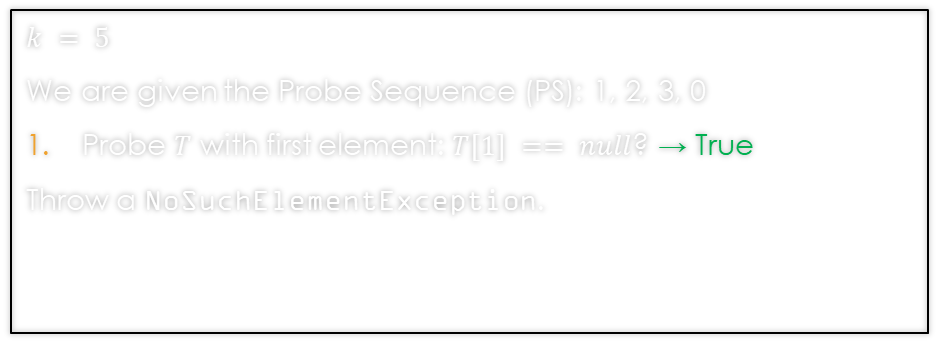 k = 5
We are given the Probe Sequence (PS): 1, 2, 3, 0
1. Probe T with first element: T[1] == null? → True
Throw a NoSuchElementException.